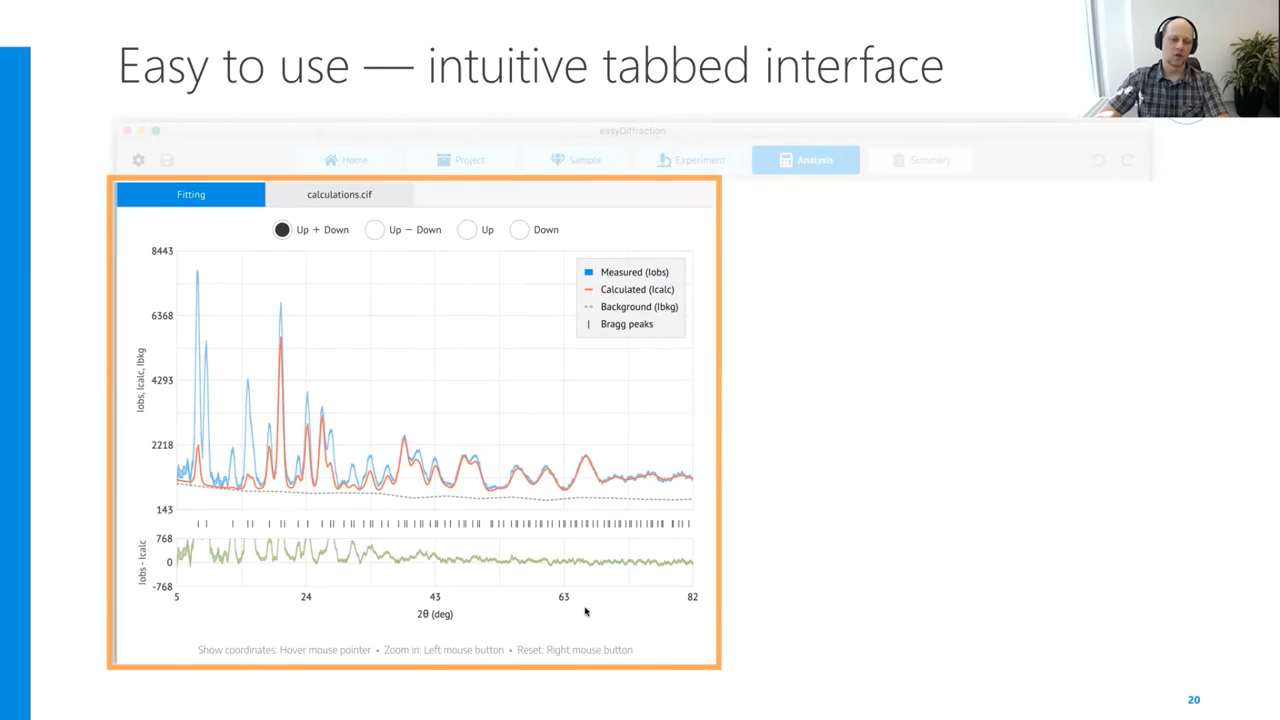 Easy to use — intuitive tabbed interface
easyDiffraction
Home Project Sample Experiment Analysis Summary
Fitting calculations.cif
Up + Down Up − Down Up Down
8443
6368
4293
2218
143
Iobs, Icalc, Ibkg
Measured (Iobs)
Calculated (Icalc)
Background (Ibkg)
Bragg peaks
768
0
-768
Iobs - Icalc
5 24 43 63 82
2θ (deg)
Show coordinates: Hover mouse pointer • Zoom in: Left mouse button • Reset: Right mouse button
20